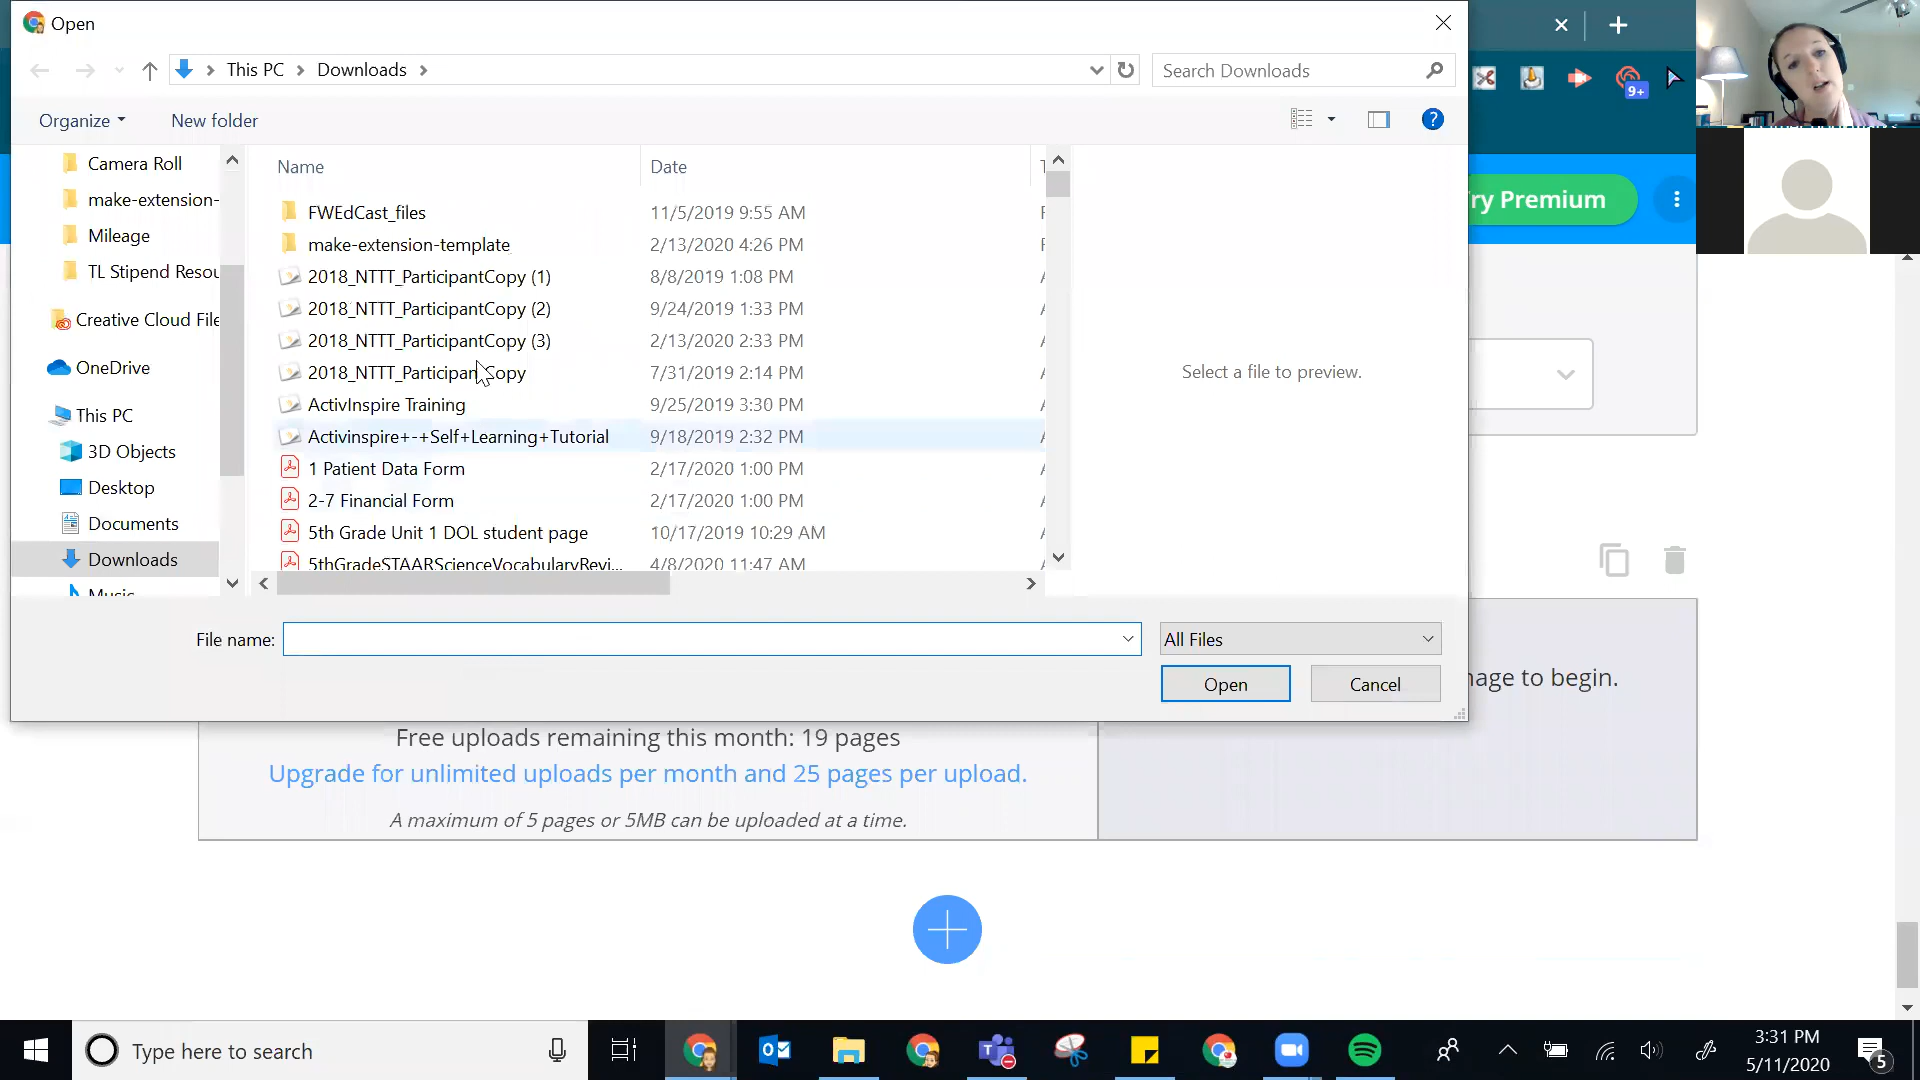 Open
This PC
Downloads
Search Downloads
9+
Organize
New folder
?
Premium
Camera Roll
make-extension-
Mileage
TL Stipend Resou
Creative Cloud File
OneDrive
This PC
3D Objects
Desktop
Documents
Downloads
Music
Name
Date
FWEdCast_files
11/5/2019 9:55 AM
make-extension-template
2/13/2020 4:26 PM
2018_NTTT_ParticipantCopy (1)
8/8/2019 1:08 PM
2018_NTTT_ParticipantCopy (2)
9/24/2019 1:33 PM
2018_NTTT_ParticipantCopy (3)
2/13/2020 2:33 PM
2018_NTTT_ParticipantCopy
7/31/2019 2:14 PM
ActivInspire Training
9/25/2019 3:30 PM
Activinspire+-+Self+Learning+Tutorial
9/18/2019 2:32 PM
1 Patient Data Form
2/17/2020 1:00 PM
2-7 Financial Form
2/17/2020 1:00 PM
5th Grade Unit 1 DOL student page
10/17/2019 10:29 AM
5thGradeSTAARScienceVocabularyRevi...
4/8/2020 11:47 AM
Select a file to preview.
File name:
All Files
Open
Cancel
to begin.
Free uploads remaining this month: 19 pages
Upgrade for unlimited uploads per month and 25 pages per upload.
A maximum of 5 pages or 5MB can be uploaded at a time.
Type here to search
3:31 PM
5/11/2020
5